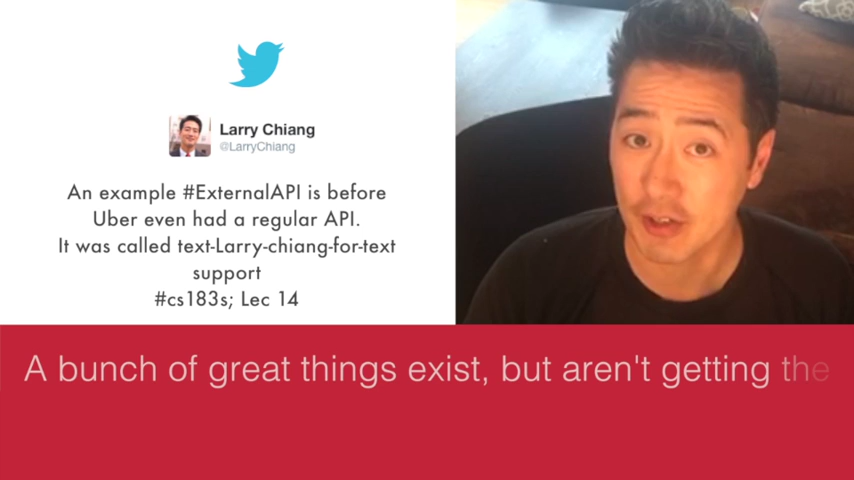 Larry Chiang
@LarryChiang
An example #ExternalAPI is before
Uber even had a regular API.
It was called text-Larry-chiang-for-text
support
#cs183s; Lec 14
A bunch of great things exist, but aren't getting the